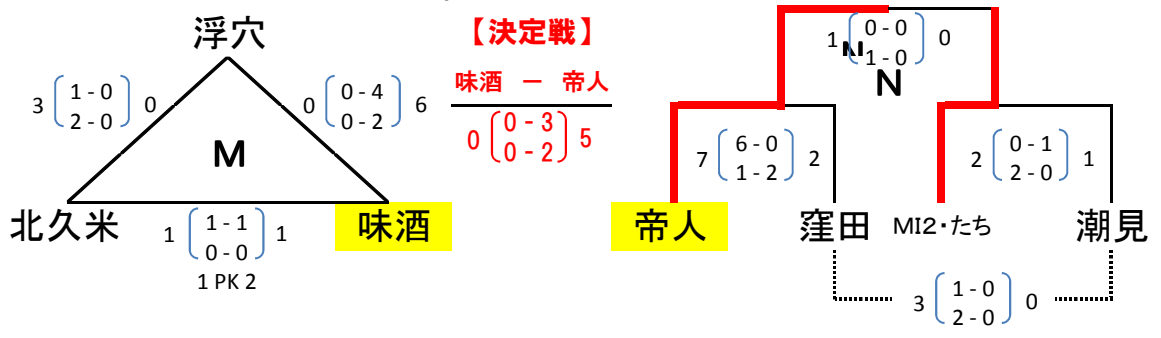 浮穴
3 1-0 2-0 0
0 0-4 0-2 6
M
北久米
1 1-1 0-0 1
1 PK 2
味酒
【決定戦】
味酒 － 帝人
0 0-3 0-2 5
1 0-0 1-0 0
N
N
7 6-0 1-2 2
2 0-1 2-0 1
帝人
窪田
MI2・たち
潮見
3 1-0 2-0 0